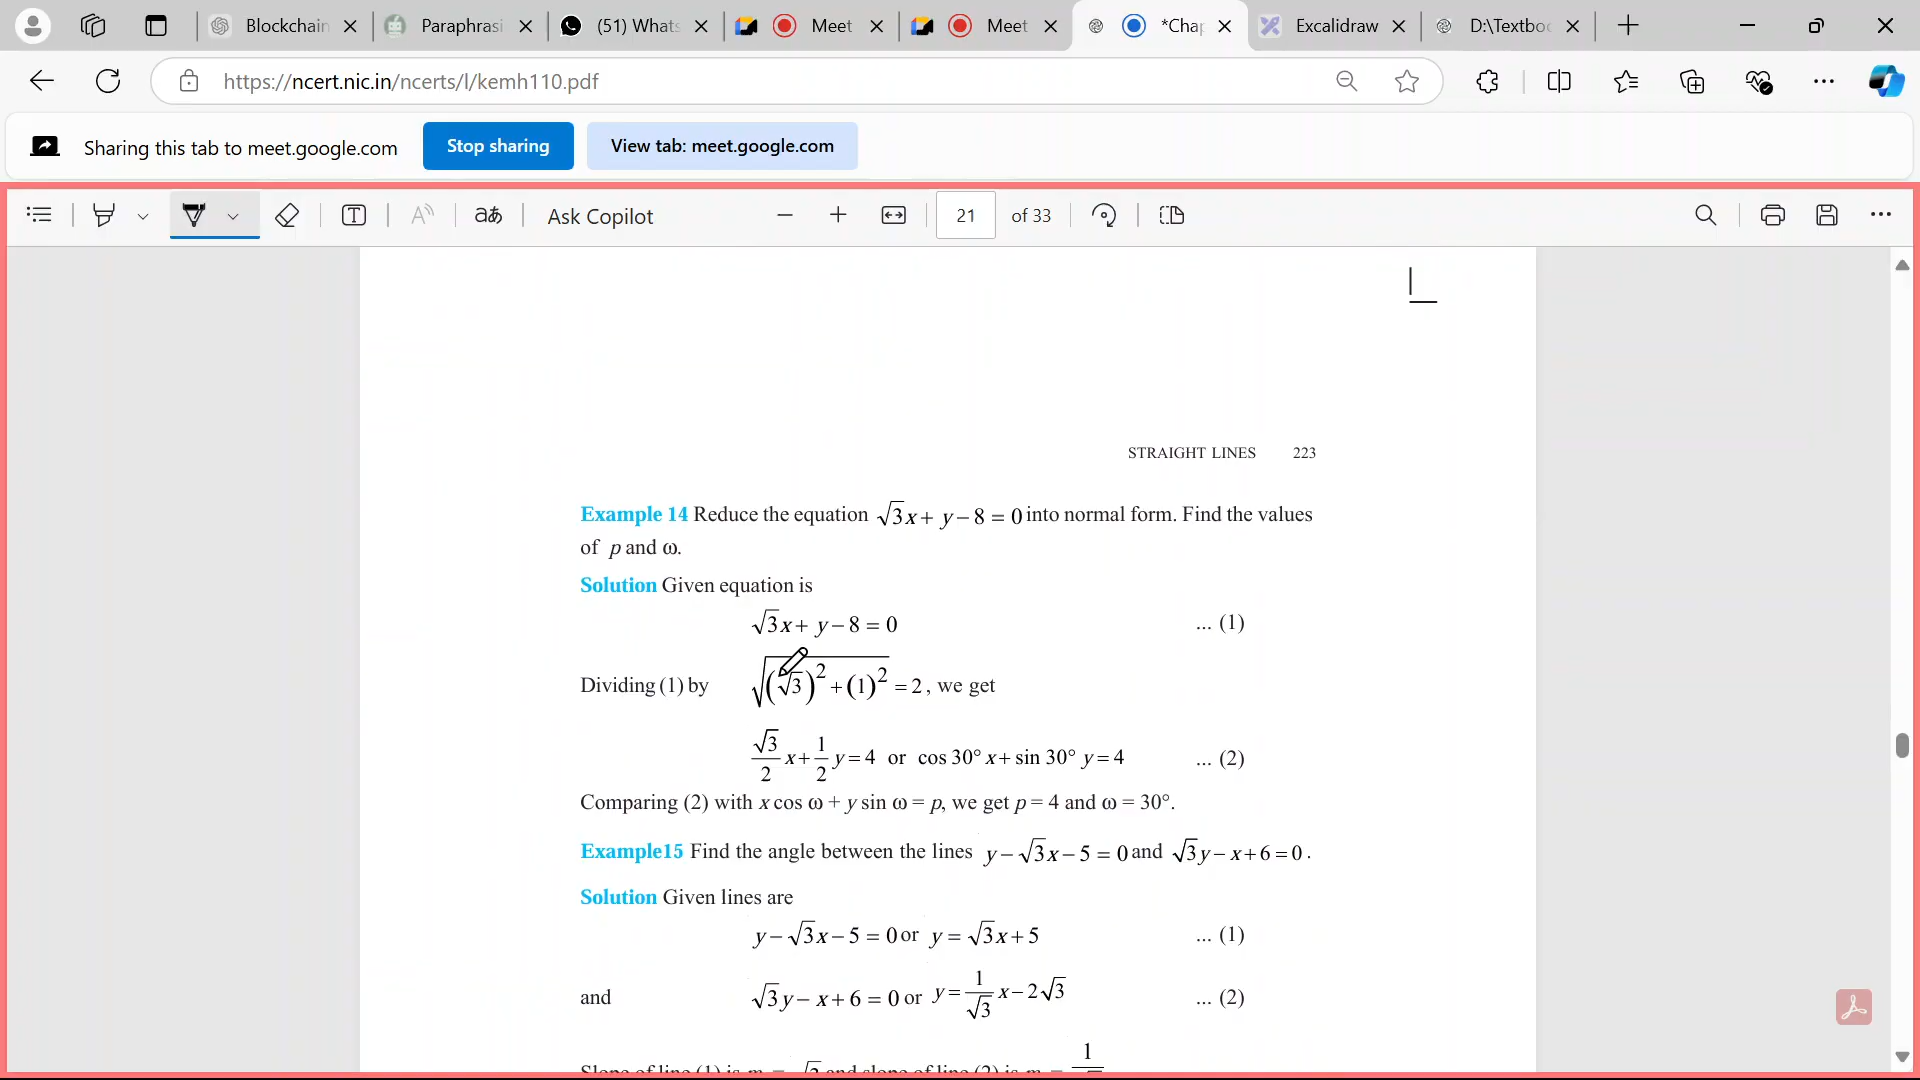 Blockchain
Paraphrasi
(51) Whats
Meet
Meet
*Chap
Excalidraw
D:\Textboo
https://ncert.nic.in/ncerts/l/kemh110.pdf
Sharing this tab to meet.google.com
Stop sharing
View tab: meet.google.com
Ask Copilot
21 of 33
STRAIGHT LINES 223
Example 14 Reduce the equation √3x + y – 8 = 0 into normal form. Find the values
of p and ω.
Solution Given equation is
√3x + y – 8 = 0 ... (1)
Dividing (1) by √((√3)² + (1)²) = 2, we get
√3/2 x + 1/2 y = 4 or cos 30° x + sin 30° y = 4 ... (2)
Comparing (2) with x cos ω + y sin ω = p, we get p = 4 and ω = 30°.
Example15 Find the angle between the lines y – √3x – 5 = 0 and √3y – x + 6 = 0.
Solution Given lines are
y – √3x – 5 = 0 or y = √3x + 5 ... (1)
and √3y – x + 6 = 0 or y = 1/√3 x – 2√3 ... (2)